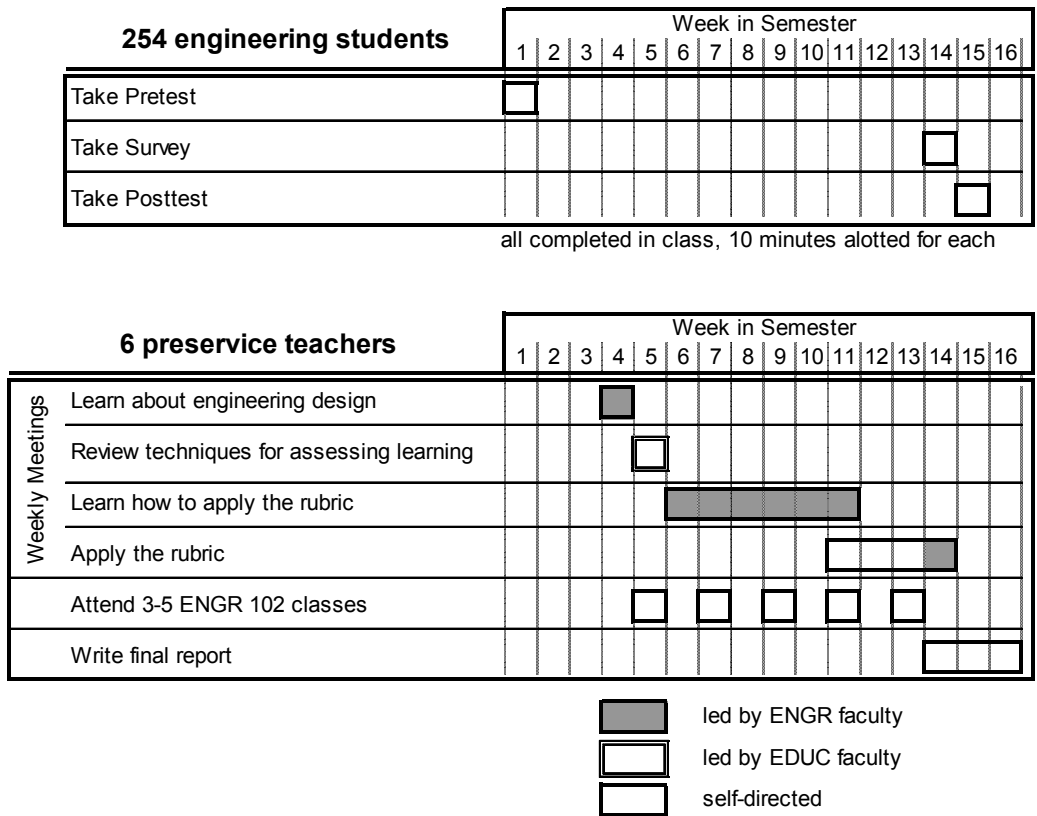 254 engineering students
Week in Semester
1 2 3 4 5 6 7 8 9 10 11 12 13 14 15 16
Take Pretest
Take Survey
Take Posttest
all completed in class, 10 minutes alotted for each
6 preservice teachers
Week in Semester
1 2 3 4 5 6 7 8 9 10 11 12 13 14 15 16
Weekly Meetings
Learn about engineering design
Review techniques for assessing learning
Learn how to apply the rubric
Apply the rubric
Attend 3-5 ENGR 102 classes
Write final report
led by ENGR faculty
led by EDUC faculty
self-directed